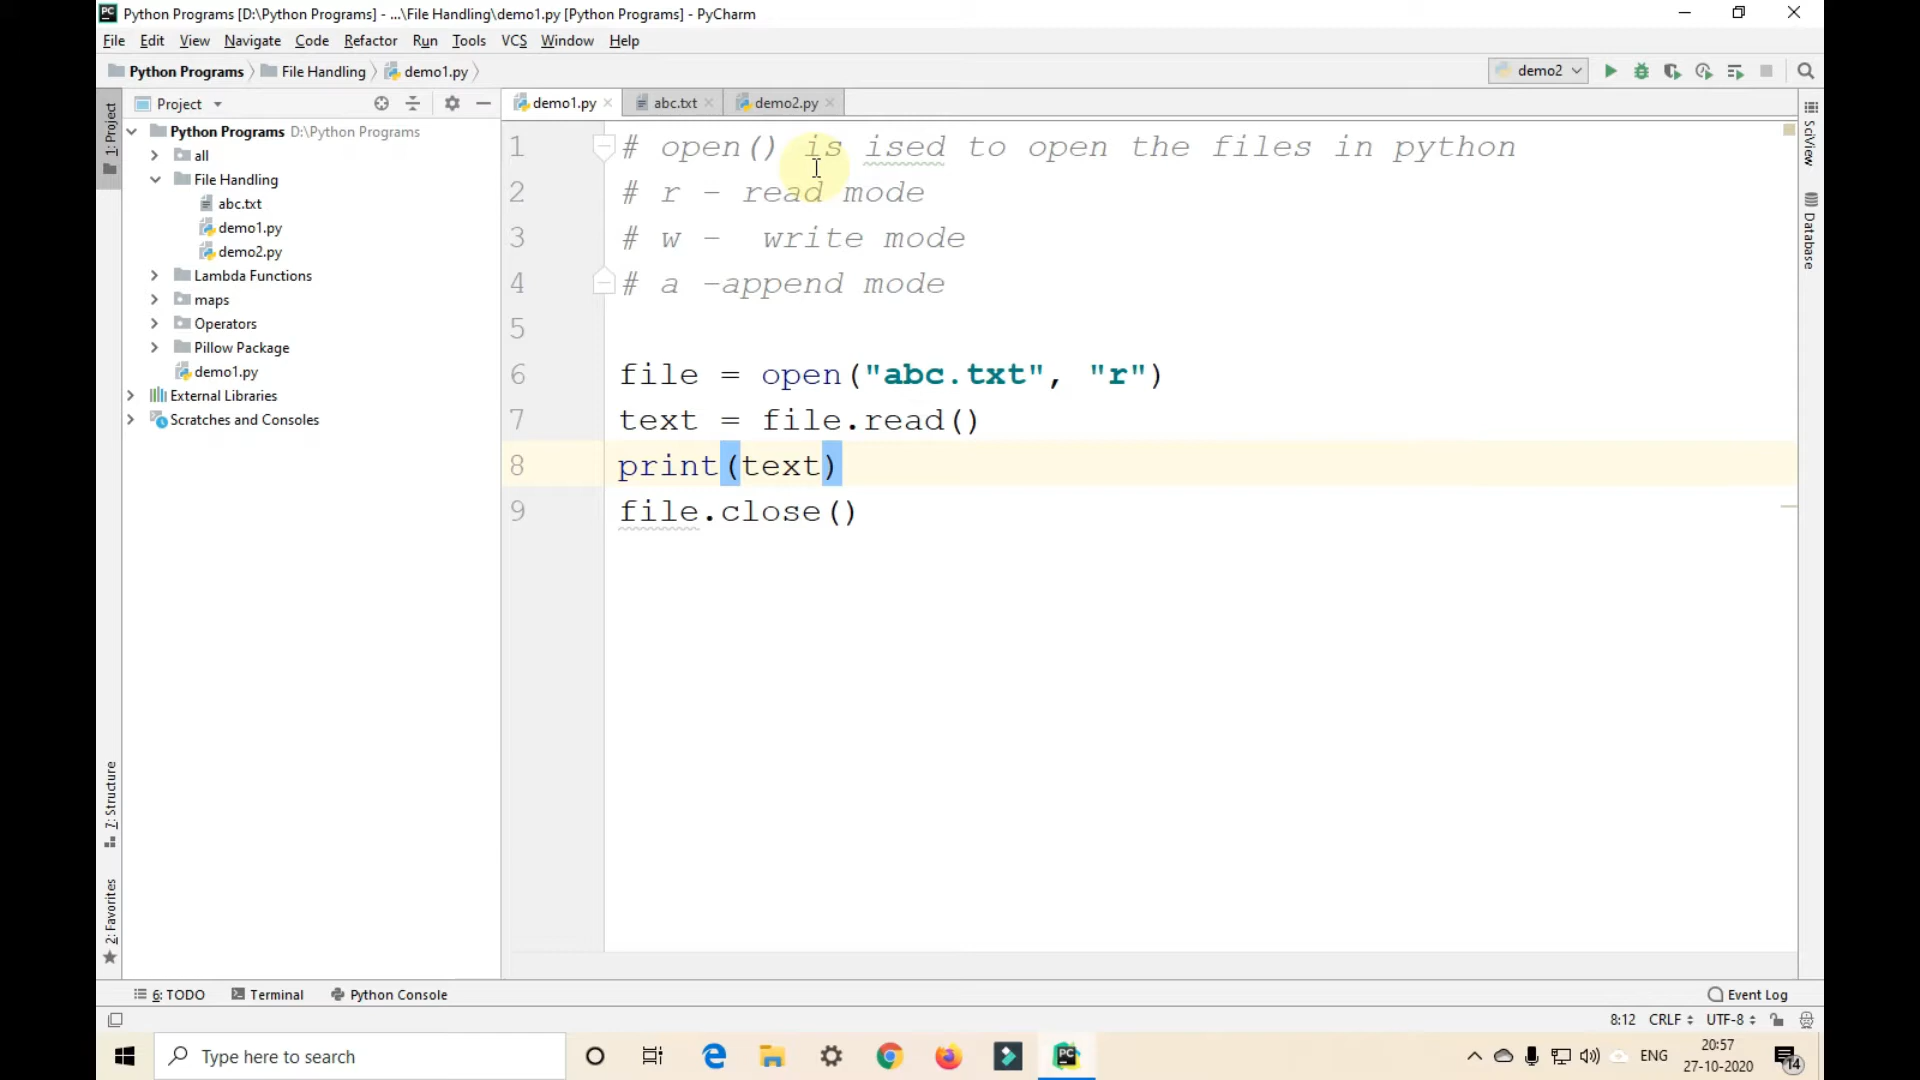 Python Programs [D:\Python Programs] - ...\File Handling\demo1.py [Python Programs] - PyCharm
File Edit View Navigate Code Refactor Run Tools VCS Window Help
Python Programs File Handling demo1.py demo2
Project
demo1.py abc.txt demo2.py
Python Programs D:\Python Programs
all
File Handling
abc.txt
demo1.py
demo2.py
Lambda Functions
maps
Operators
Pillow Package
demo1.py
External Libraries
Scratches and Consoles
1: Project
7: Structure
2: Favorites
1 # open() is ised to open the files in python
2 # r - read mode
3 # w -  write mode
4 # a -append mode
5
6 file = open("abc.txt", "r")
7 text = file.read()
8 print(text)
9 file.close()
SciView
Database
6: TODO Terminal Python Console Event Log
8:12 CRLF UTF-8
Type here to search
ENG
20:57
27-10-2020
14
PC
PC